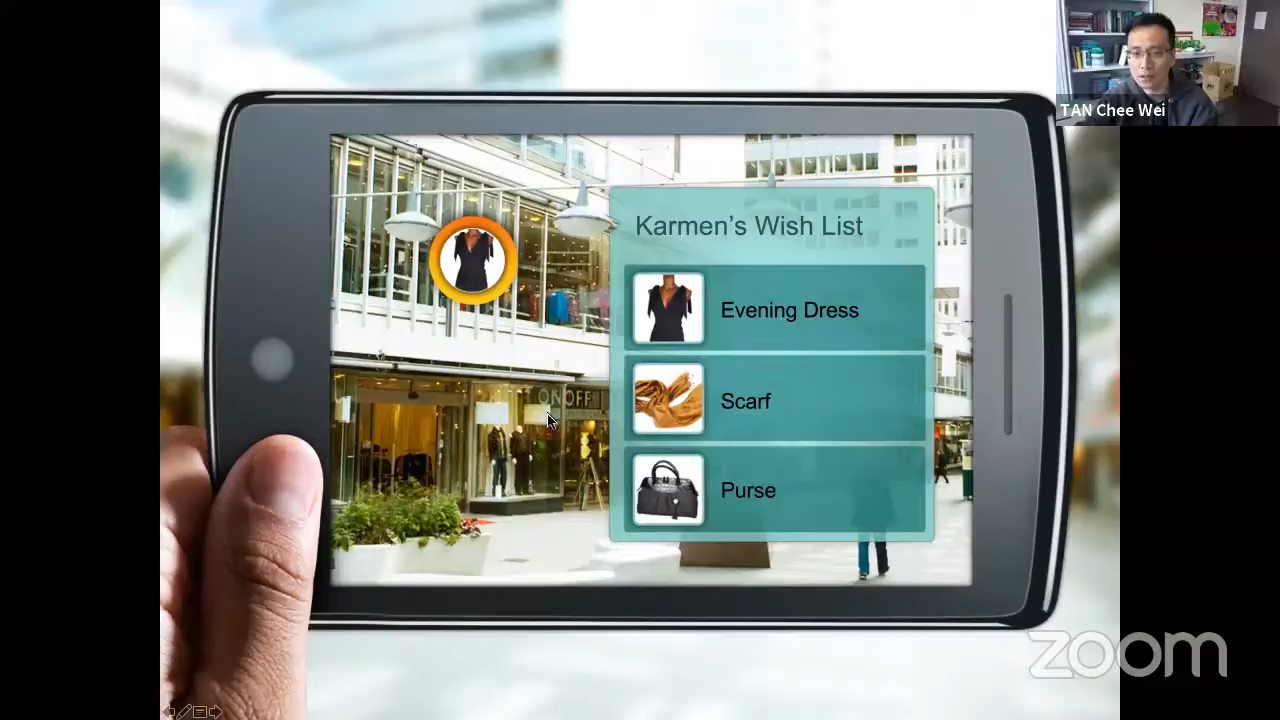 TAN Chee Wei
Karmen's Wish List
Evening Dress
ONOFF
Scarf
Purse
zoom